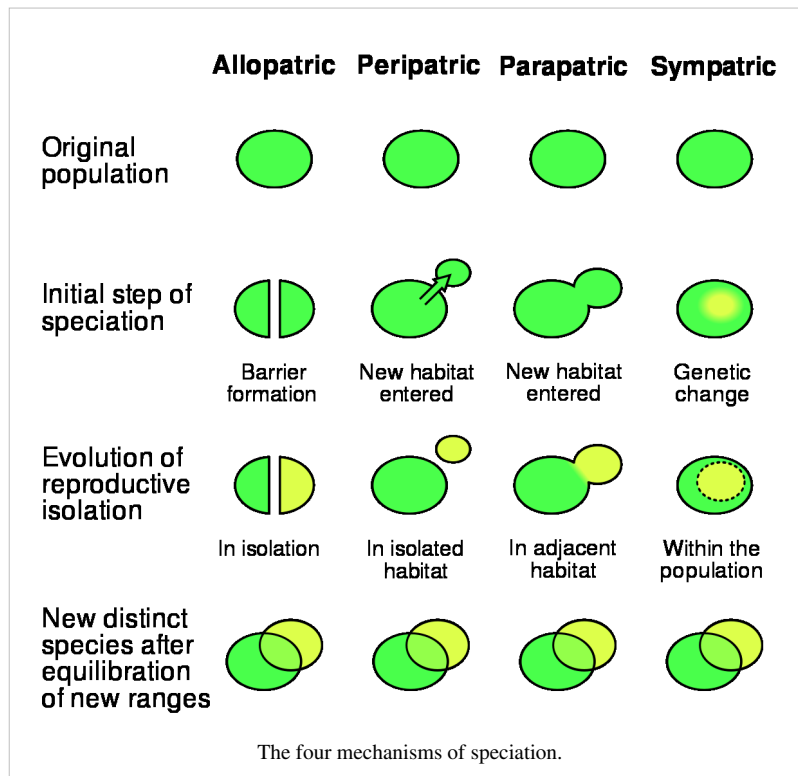 Allopatric Peripatric Parapatric Sympatric
Original
population
Initial step of
speciation
Barrier
formation
New habitat
entered
New habitat
entered
Genetic
change
Evolution of
reproductive
isolation
In isolation
In isolated
habitat
In adjacent
habitat
Within the
population
New distinct
species after
equilibration
of new ranges
The four mechanisms of speciation.